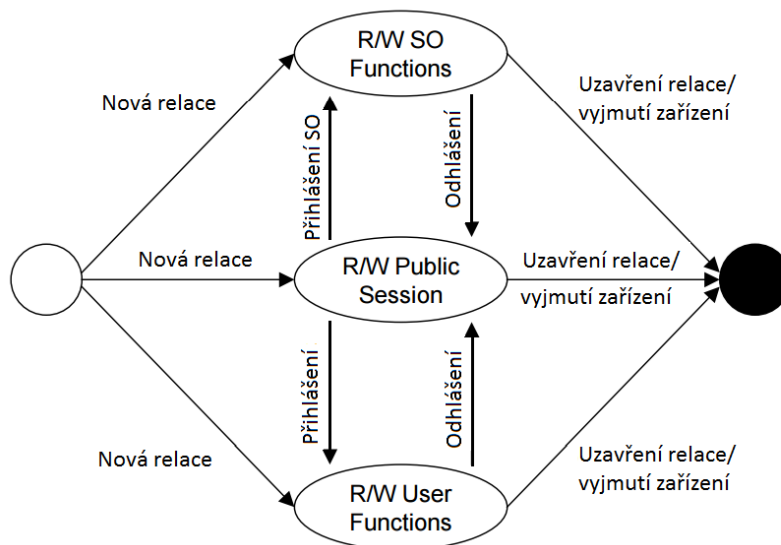 R/W SO
Functions
Nová relace
Uzavření relace/
vyjmutí zařízení
Přihlášení SO
Odhlášení
Nová relace
R/W Public
Session
Uzavření relace/
vyjmutí zařízení
Přihlášení
Odhlášení
Nová relace
Uzavření relace/
vyjmutí zařízení
R/W User
Functions